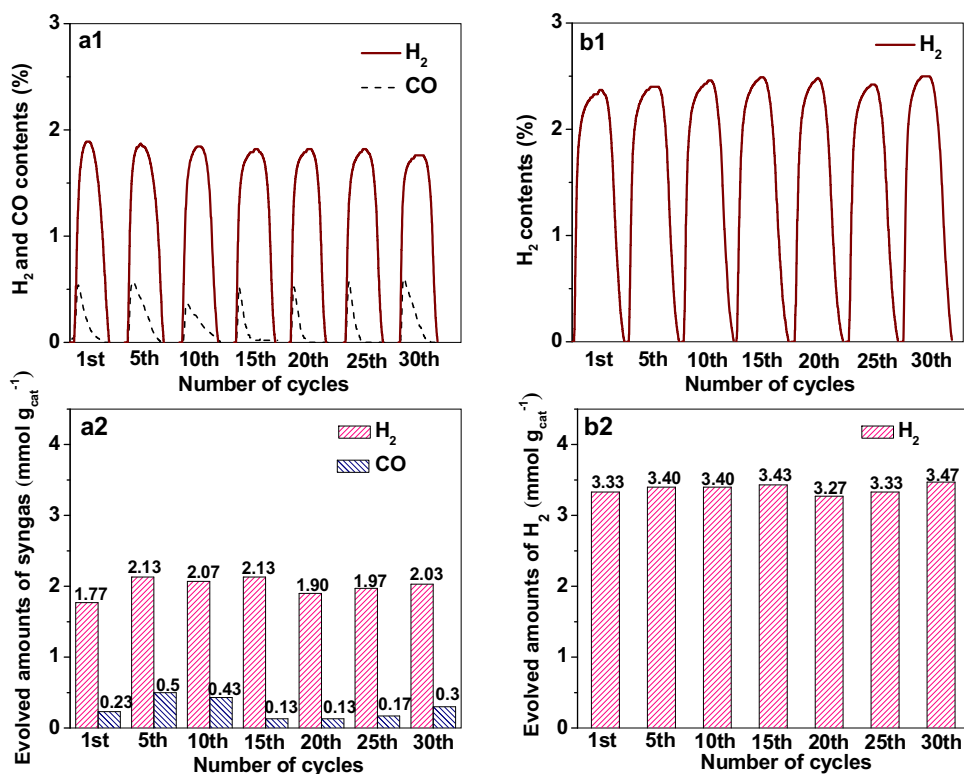 a1
H₂
CO
H₂ and CO contents (%)
3
2
1
0
1st 5th 10th 15th 20th 25th 30th
Number of cycles
b1
H₂
H₂ contents (%)
3
2
1
0
1st 5th 10th 15th 20th 25th 30th
Number of cycles
a2
H₂
CO
Evolved amounts of syngas (mmol g_cat⁻¹)
4
3
2
1
0
1.77 2.13 2.07 2.13 1.90 1.97 2.03
0.23 0.5 0.43 0.13 0.13 0.17 0.3
1st 5th 10th 15th 20th 25th 30th
Number of cycles
b2
H₂
Evolved amounts of H₂ (mmol g_cat⁻¹)
4
3
2
1
0
3.33 3.40 3.40 3.43 3.27 3.33 3.47
1st 5th 10th 15th 20th 25th 30th
Number of cycles